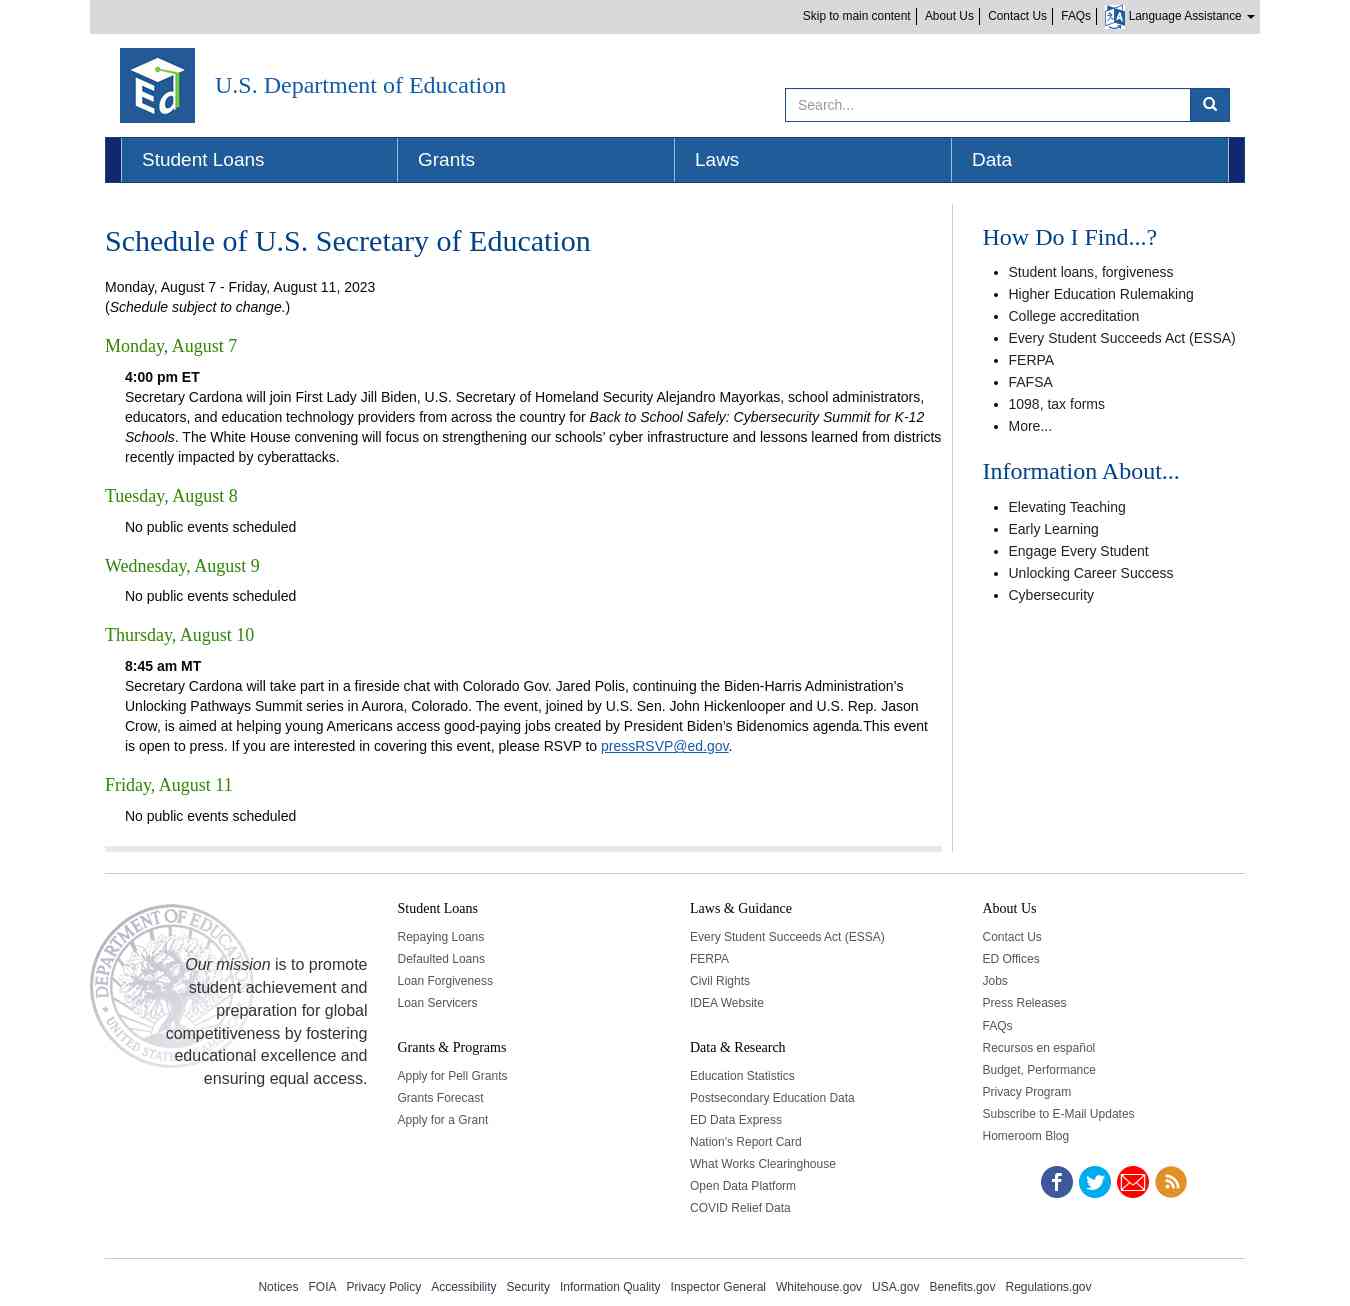 Skip to main content
About Us
Contact Us
FAQs
Language Assistance
Ed
U.S. Department of Education
Search...
Student Loans
Grants
Laws
Data
Schedule of U.S. Secretary of Education
Monday, August 7 - Friday, August 11, 2023
(Schedule subject to change.)
Monday, August 7
4:00 pm ET
Secretary Cardona will join First Lady Jill Biden, U.S. Secretary of Homeland Security Alejandro Mayorkas, school administrators,
educators, and education technology providers from across the country for Back to School Safely: Cybersecurity Summit for K-12
Schools. The White House convening will focus on strengthening our schools’ cyber infrastructure and lessons learned from districts
recently impacted by cyberattacks.
Tuesday, August 8
No public events scheduled
Wednesday, August 9
No public events scheduled
Thursday, August 10
8:45 am MT
Secretary Cardona will take part in a fireside chat with Colorado Gov. Jared Polis, continuing the Biden-Harris Administration’s
Unlocking Pathways Summit series in Aurora, Colorado. The event, joined by U.S. Sen. John Hickenlooper and U.S. Rep. Jason
Crow, is aimed at helping young Americans access good-paying jobs created by President Biden’s Bidenomics agenda.This event
is open to press. If you are interested in covering this event, please RSVP to pressRSVP@ed.gov.
Friday, August 11
No public events scheduled
How Do I Find...?
Student loans, forgiveness
Higher Education Rulemaking
College accreditation
Every Student Succeeds Act (ESSA)
FERPA
FAFSA
1098, tax forms
More...
Information About...
Elevating Teaching
Early Learning
Engage Every Student
Unlocking Career Success
Cybersecurity
DEPARTMENT OF EDUCA
UNITED STAT
Our mission is to promote
student achievement and
preparation for global
competitiveness by fostering
educational excellence and
ensuring equal access.
Student Loans
Repaying Loans
Defaulted Loans
Loan Forgiveness
Loan Servicers
Grants & Programs
Apply for Pell Grants
Grants Forecast
Apply for a Grant
Laws & Guidance
Every Student Succeeds Act (ESSA)
FERPA
Civil Rights
IDEA Website
Data & Research
Education Statistics
Postsecondary Education Data
ED Data Express
Nation's Report Card
What Works Clearinghouse
Open Data Platform
COVID Relief Data
About Us
Contact Us
ED Offices
Jobs
Press Releases
FAQs
Recursos en español
Budget, Performance
Privacy Program
Subscribe to E-Mail Updates
Homeroom Blog
Notices FOIA Privacy Policy Accessibility Security Information Quality Inspector General Whitehouse.gov USA.gov Benefits.gov Regulations.gov